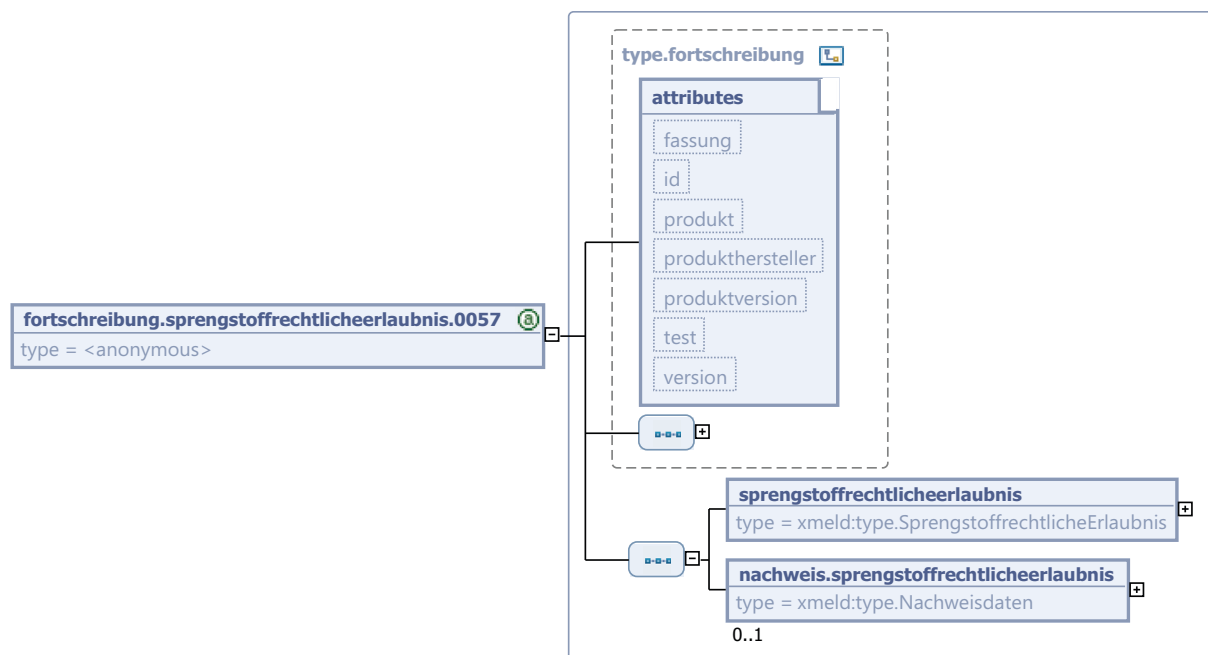 type.fortschreibung
attributes
fassung
id
produkt
produkthersteller
produktversion
test
version
fortschreibung.sprengstoffrechtlicheerlaubnis.0057 a
type = <anonymous>
sprengstoffrechtlicheerlaubnis
type = xmeld:type.SprengstoffrechtlicheErlaubnis
nachweis.sprengstoffrechtlicheerlaubnis
type = xmeld:type.Nachweisdaten
0..1